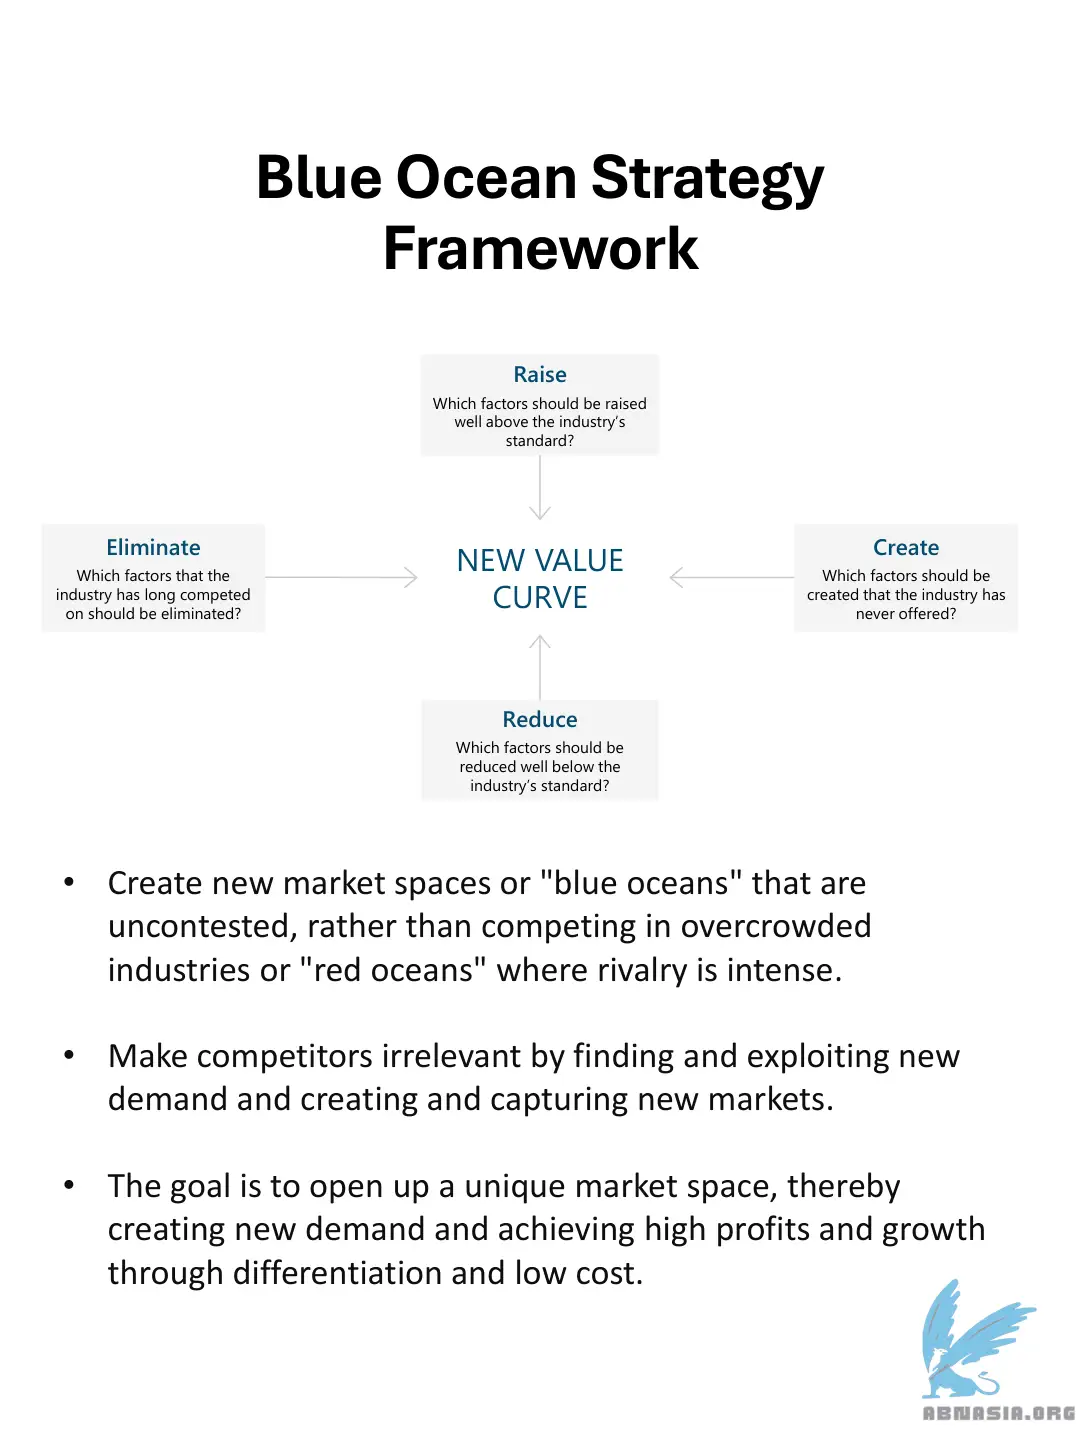 Blue Ocean Strategy
Framework
Raise
Which factors should be raised
well above the industry's
standard?
Eliminate
Which factors that the
industry has long competed
on should be eliminated?
NEW VALUE
CURVE
Create
Which factors should be
created that the industry has
never offered?
Reduce
Which factors should be
reduced well below the
industry's standard?
• Create new market spaces or "blue oceans" that are
uncontested, rather than competing in overcrowded
industries or "red oceans" where rivalry is intense.
• Make competitors irrelevant by finding and exploiting new
demand and creating and capturing new markets.
• The goal is to open up a unique market space, thereby
creating new demand and achieving high profits and growth
through differentiation and low cost.
ABNASIA.ORG